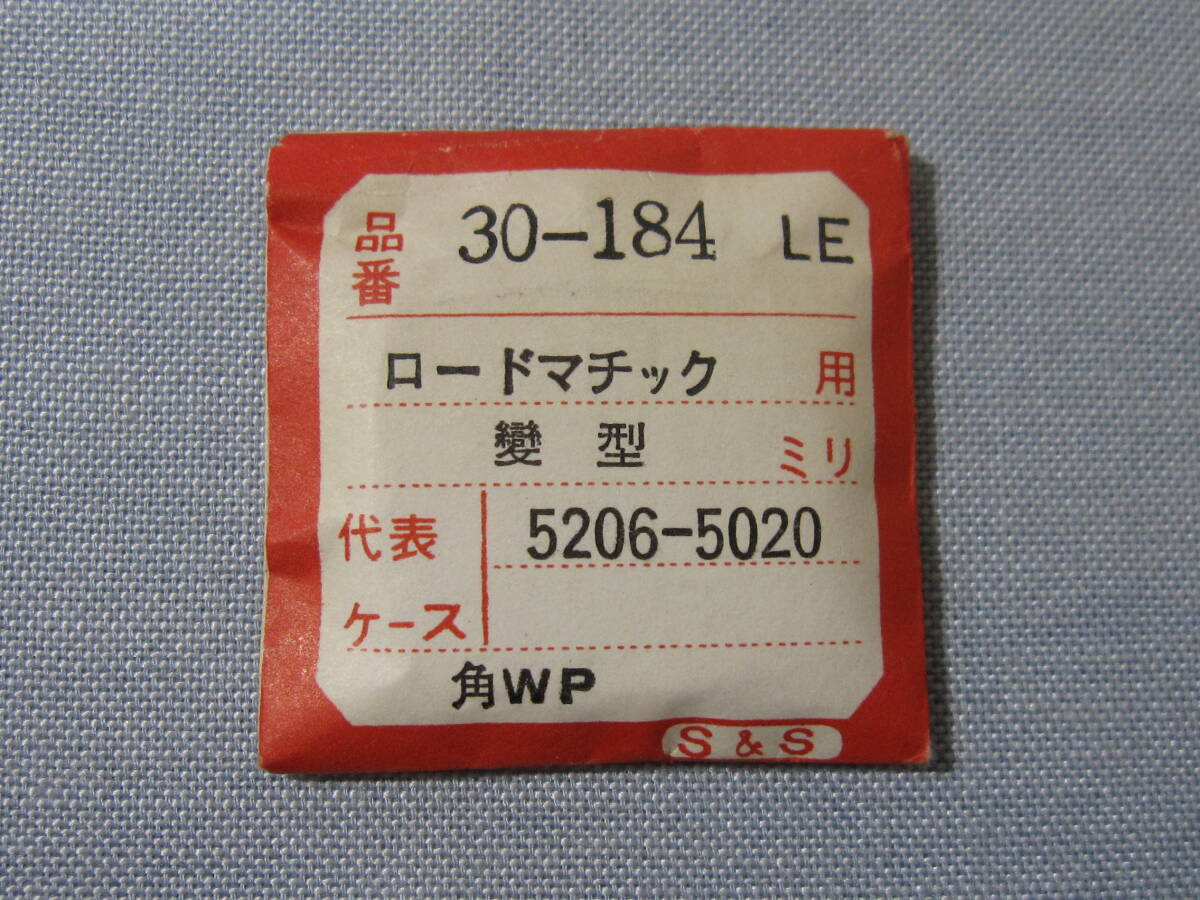 品番 30-184 LE
ロードマチック 用
變型 ミリ
代表ケース 5206-5020
角WP
S & S